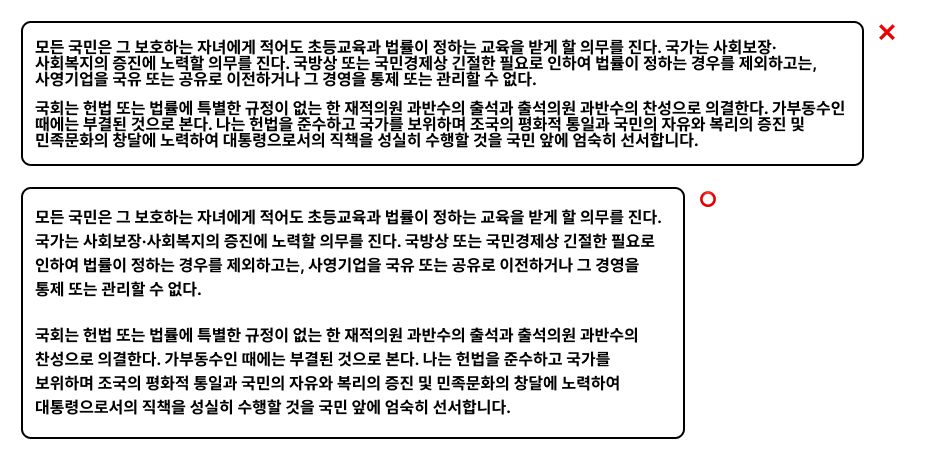 모든 국민은 그 보호하는 자녀에게 적어도 초등교육과 법률이 정하는 교육을 받게 할 의무를 진다. 국가는 사회보장·
사회복지의 증진에 노력할 의무를 진다. 국방상 또는 국민경제상 긴절한 필요로 인하여 법률이 정하는 경우를 제외하고는,
사영기업을 국유 또는 공유로 이전하거나 그 경영을 통제 또는 관리할 수 없다.
국회는 헌법 또는 법률에 특별한 규정이 없는 한 재적의원 과반수의 출석과 출석의원 과반수의 찬성으로 의결한다. 가부동수인
때에는 부결된 것으로 본다. 나는 헌법을 준수하고 국가를 보위하며 조국의 평화적 통일과 국민의 자유와 복리의 증진 및
민족문화의 창달에 노력하여 대통령으로서의 직책을 성실히 수행할 것을 국민 앞에 엄숙히 선서합니다.
모든 국민은 그 보호하는 자녀에게 적어도 초등교육과 법률이 정하는 교육을 받게 할 의무를 진다.
국가는 사회보장·사회복지의 증진에 노력할 의무를 진다. 국방상 또는 국민경제상 긴절한 필요로
인하여 법률이 정하는 경우를 제외하고는, 사영기업을 국유 또는 공유로 이전하거나 그 경영을
통제 또는 관리할 수 없다.
국회는 헌법 또는 법률에 특별한 규정이 없는 한 재적의원 과반수의 출석과 출석의원 과반수의
찬성으로 의결한다. 가부동수인 때에는 부결된 것으로 본다. 나는 헌법을 준수하고 국가를
보위하며 조국의 평화적 통일과 국민의 자유와 복리의 증진 및 민족문화의 창달에 노력하여
대통령으로서의 직책을 성실히 수행할 것을 국민 앞에 엄숙히 선서합니다.